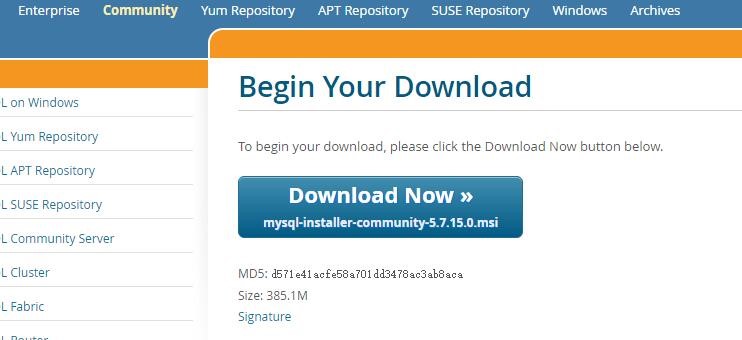 Enterprise Community Yum Repository APT Repository SUSE Repository Windows Archives
L on Windows
L Yum Repository
L APT Repository
L SUSE Repository
L Community Server
L Cluster
L Fabric
L Router
Begin Your Download
To begin your download, please click the Download Now button below.
Download Now »
mysql-installer-community-5.7.15.0.msi
MD5: d571e41acfe58a701dd3478ac3ab8aca
Size: 385.1M
Signature